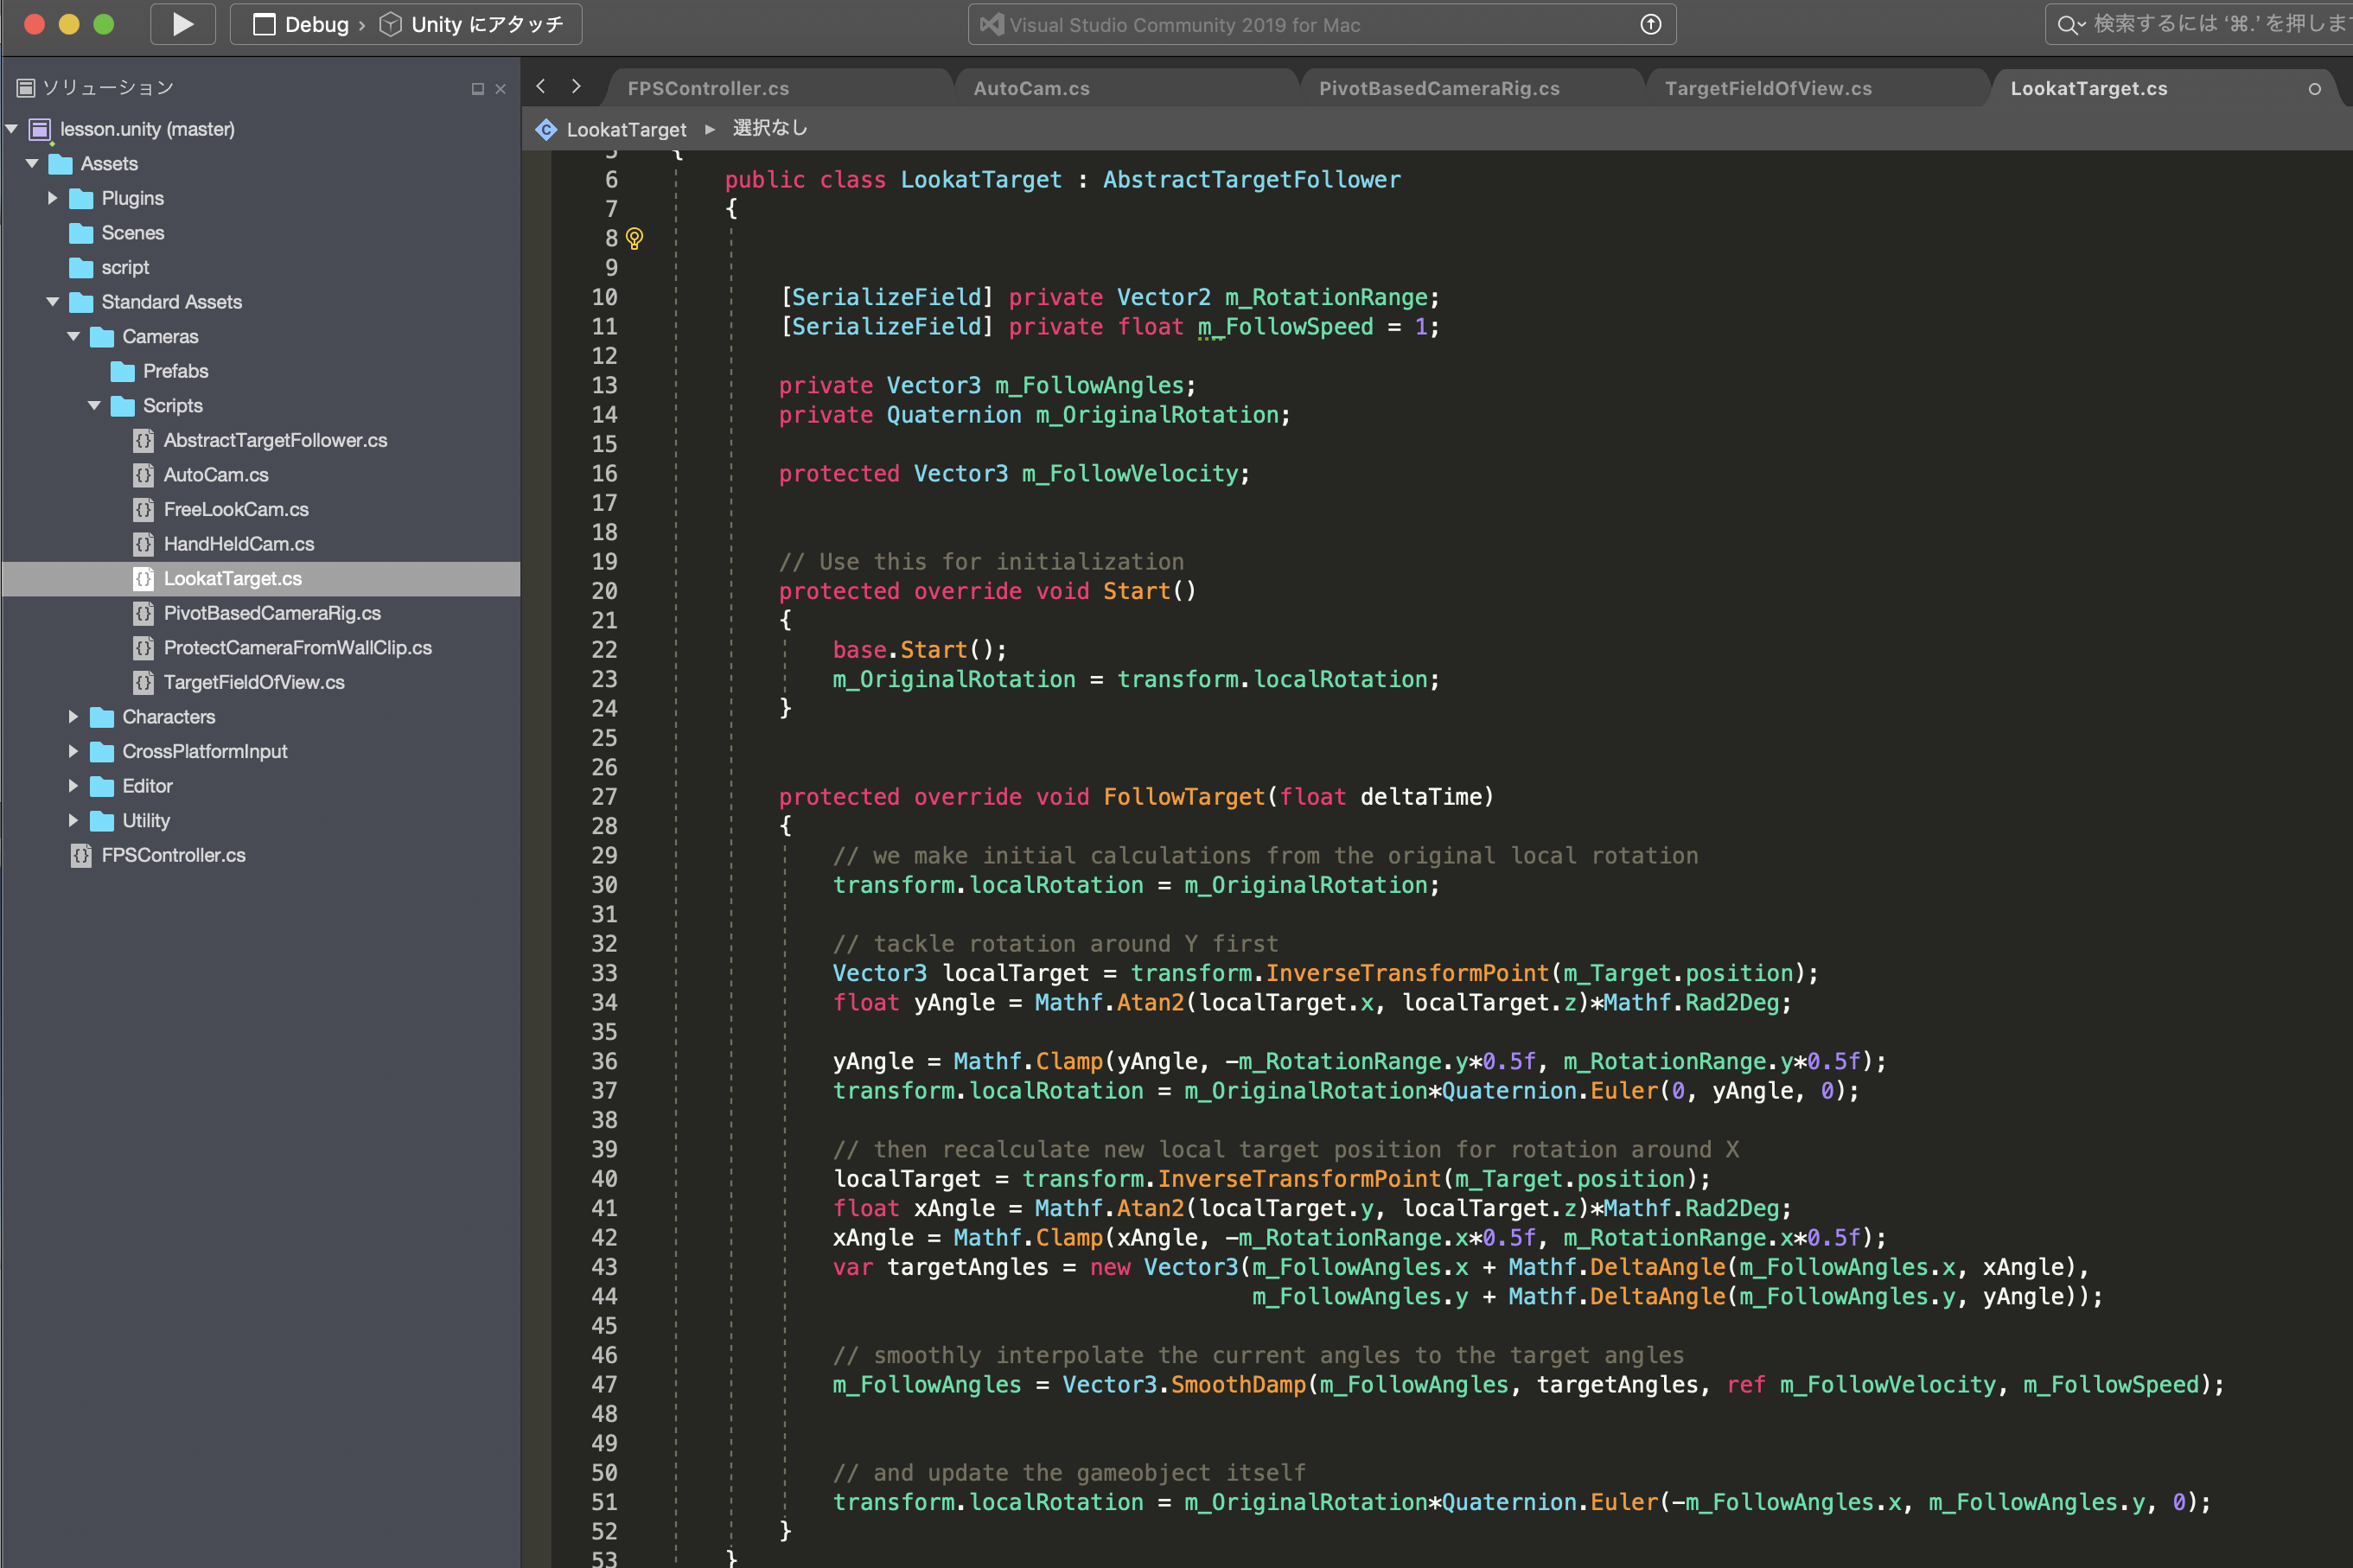 Debug › Unity にアタッチ
Visual Studio Community 2019 for Mac
検索するには ‘⌘.’ を押しま
ソリューション
lesson.unity (master)
Assets
Plugins
Scenes
script
Standard Assets
Cameras
Prefabs
Scripts
AbstractTargetFollower.cs
AutoCam.cs
FreeLookCam.cs
HandHeldCam.cs
LookatTarget.cs
PivotBasedCameraRig.cs
ProtectCameraFromWallClip.cs
TargetFieldOfView.cs
Characters
CrossPlatformInput
Editor
Utility
FPSController.cs
FPSController.cs AutoCam.cs PivotBasedCameraRig.cs TargetFieldOfView.cs LookatTarget.cs
LookatTarget ▸ 選択なし
5 {
6 public class LookatTarget : AbstractTargetFollower
7 {
8
9
10 [SerializeField] private Vector2 m_RotationRange;
11 [SerializeField] private float m_FollowSpeed = 1;
12
13 private Vector3 m_FollowAngles;
14 private Quaternion m_OriginalRotation;
15
16 protected Vector3 m_FollowVelocity;
17
18
19 // Use this for initialization
20 protected override void Start()
21 {
22 base.Start();
23 m_OriginalRotation = transform.localRotation;
24 }
25
26
27 protected override void FollowTarget(float deltaTime)
28 {
29 // we make initial calculations from the original local rotation
30 transform.localRotation = m_OriginalRotation;
31
32 // tackle rotation around Y first
33 Vector3 localTarget = transform.InverseTransformPoint(m_Target.position);
34 float yAngle = Mathf.Atan2(localTarget.x, localTarget.z)*Mathf.Rad2Deg;
35
36 yAngle = Mathf.Clamp(yAngle, -m_RotationRange.y*0.5f, m_RotationRange.y*0.5f);
37 transform.localRotation = m_OriginalRotation*Quaternion.Euler(0, yAngle, 0);
38
39 // then recalculate new local target position for rotation around X
40 localTarget = transform.InverseTransformPoint(m_Target.position);
41 float xAngle = Mathf.Atan2(localTarget.y, localTarget.z)*Mathf.Rad2Deg;
42 xAngle = Mathf.Clamp(xAngle, -m_RotationRange.x*0.5f, m_RotationRange.x*0.5f);
43 var targetAngles = new Vector3(m_FollowAngles.x + Mathf.DeltaAngle(m_FollowAngles.x, xAngle),
44 m_FollowAngles.y + Mathf.DeltaAngle(m_FollowAngles.y, yAngle));
45
46 // smoothly interpolate the current angles to the target angles
47 m_FollowAngles = Vector3.SmoothDamp(m_FollowAngles, targetAngles, ref m_FollowVelocity, m_FollowSpeed);
48
49
50 // and update the gameobject itself
51 transform.localRotation = m_OriginalRotation*Quaternion.Euler(-m_FollowAngles.x, m_FollowAngles.y, 0);
52 }
53 }